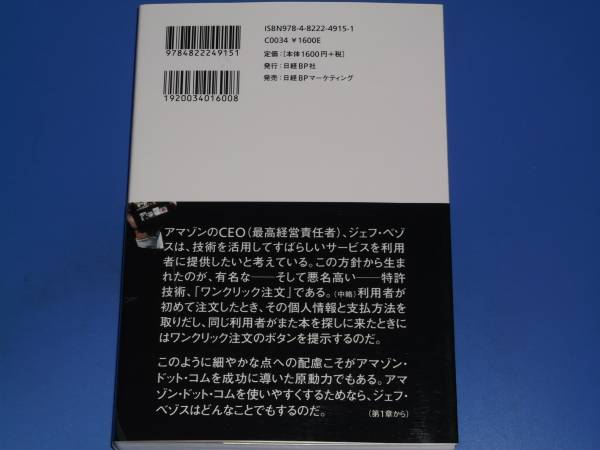 ISBN978-4-8222-4915-1
C0034 ¥1600E
定価：[本体1600円+税]
発行：日経BP社
発売：日経BPマーケティング
9784822249151
1920034016008
アマゾンのCEO（最高経営責任者）、ジェフ・ベゾ
スは、技術を活用してすばらしいサービスを利用
者に提供したいと考えている。この方針から生ま
れたのが、有名な――そして悪名高い――特許
技術、「ワンクリック注文」である。（中略）利用者が
初めて注文したとき、その個人情報と支払方法を
取りだし、同じ利用者がまた本を探しに来たときに
はワンクリック注文のボタンを提示するのだ。
このように細やかな点への配慮こそがアマゾン・
ドット・コムを成功に導いた原動力でもある。アマ
ゾン・ドット・コムを使いやすくするためなら、ジェフ・
ベゾスはどんなことでもするのだ。
（第1章から）